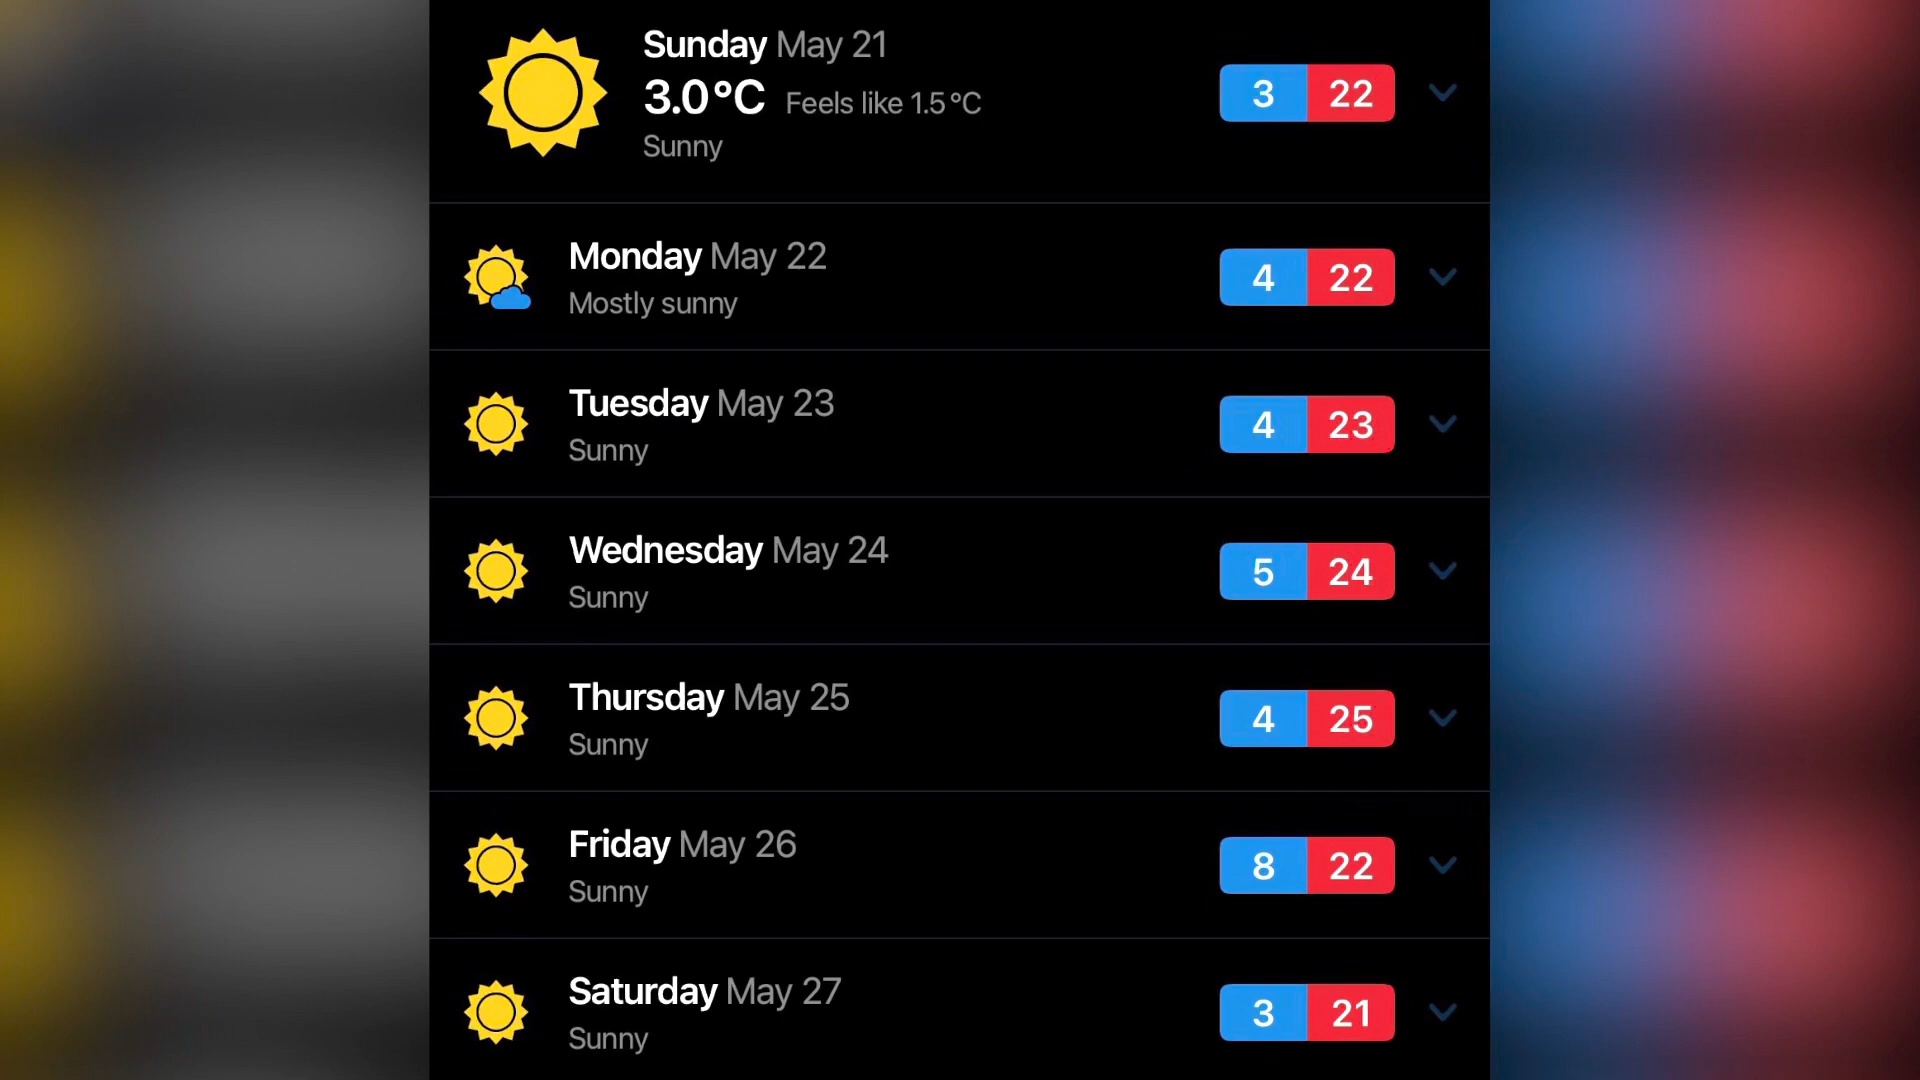 Sunday May 21
3.0°C Feels like 1.5°C
Sunny
3 22
Monday May 22
Mostly sunny
4 22
Tuesday May 23
Sunny
4 23
Wednesday May 24
Sunny
5 24
Thursday May 25
Sunny
4 25
Friday May 26
Sunny
8 22
Saturday May 27
Sunny
3 21